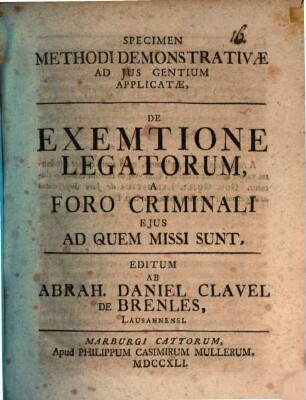 16.
SPECIMEN
METHODI DEMONSTRATIVÆ
AD JUS GENTIUM
APPLICATÆ,
DE
EXEMTIONE
LEGATORUM,
A
FORO CRIMINALI
EJUS
AD QUEM MISSI SUNT,
EDITUM
AB
ABRAH. DANIEL CLAVEL
DE BRENLES,
LAUSANNENSI.
MARBURGI CATTORUM,
Apud PHILIPPUM CASIMIRUM MULLERUM,
MDCCXLI.